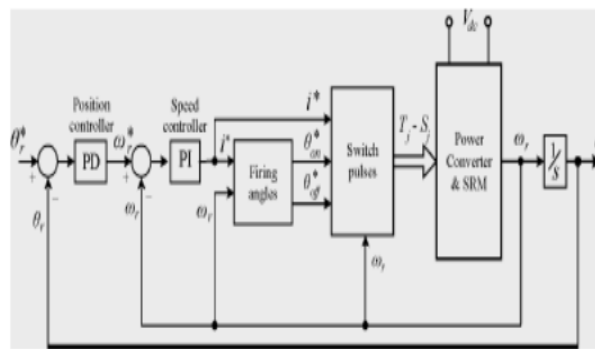 V_dc
Position controller
Speed controller
θ_r^*
+
−
PD
ω_r^*
+
−
PI
i^*
i^*
Firing angles
θ_on^*
θ_off^*
Switch pulses
T_j - S_j
Power Converter & SRM
ω_r
1/s
θ_r
ω_r
ω_r
ω_r